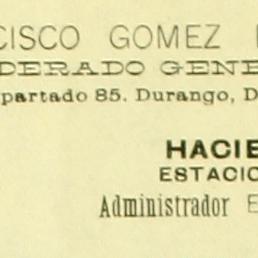 CISCO GOMEZ
DERADO GENE
partado 85. Durango, D
HACIE
ESTACIO
Administrador E